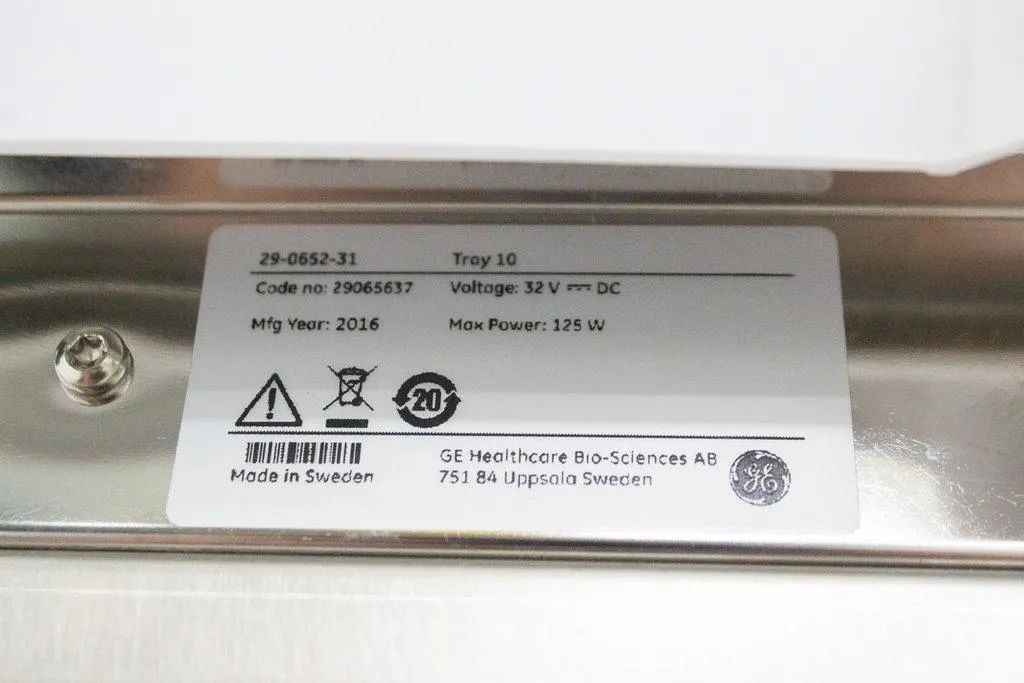 29-0652-31 Tray 10
Code no: 29065637 Voltage: 32 V ⎓ DC
Mfg Year: 2016 Max Power: 125 W
20
Made in Sweden
GE Healthcare Bio-Sciences AB
751 84 Uppsala Sweden
GE